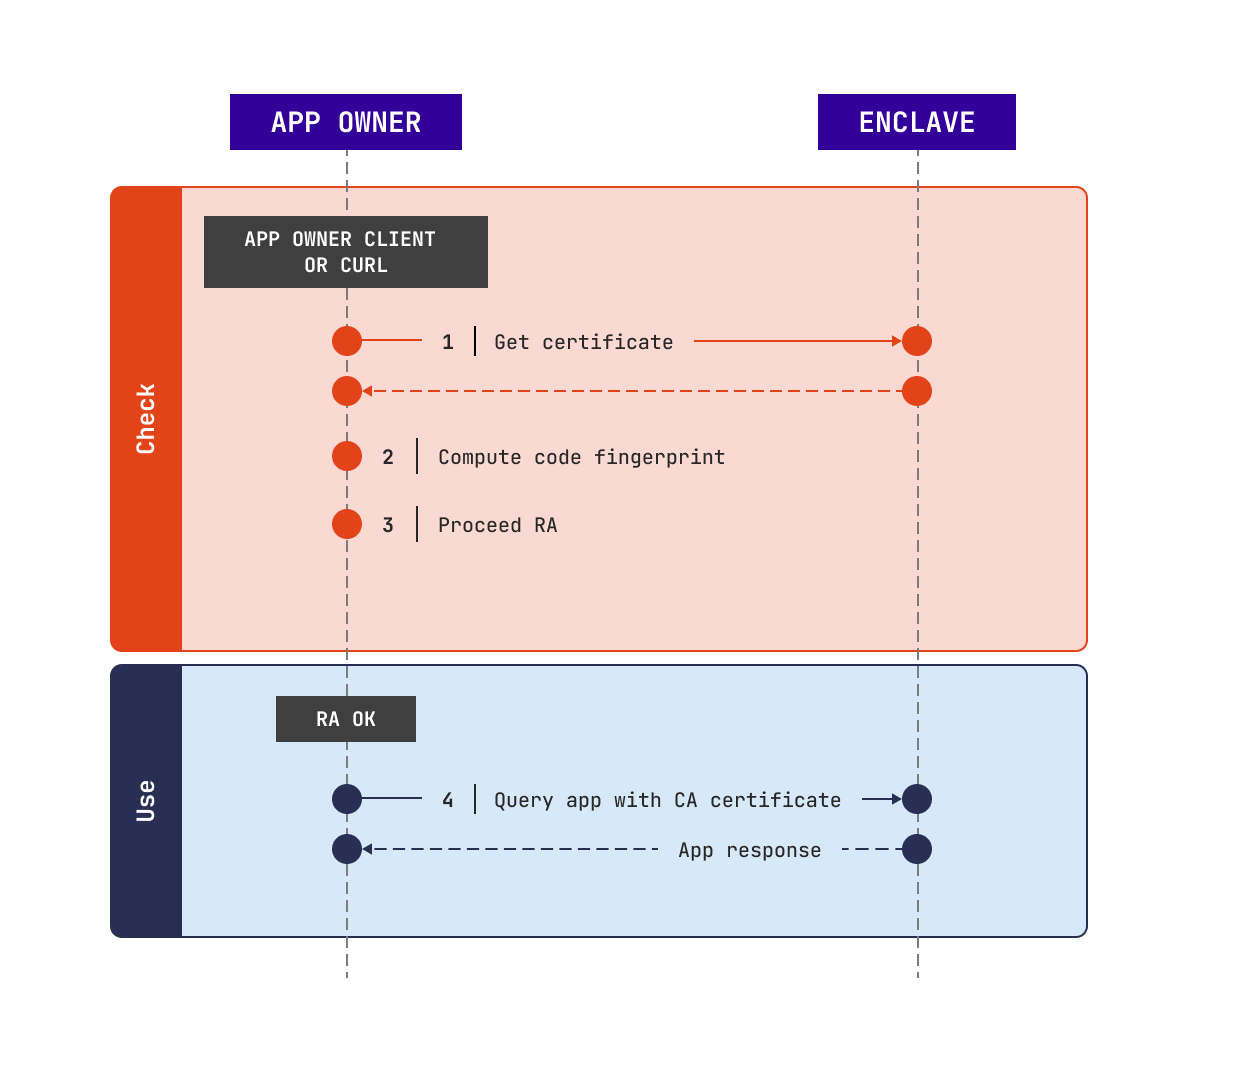 APP OWNER
ENCLAVE
Check
APP OWNER CLIENT
OR CURL
1 Get certificate
2 Compute code fingerprint
3 Proceed RA
Use
RA OK
4 Query app with CA certificate
App response